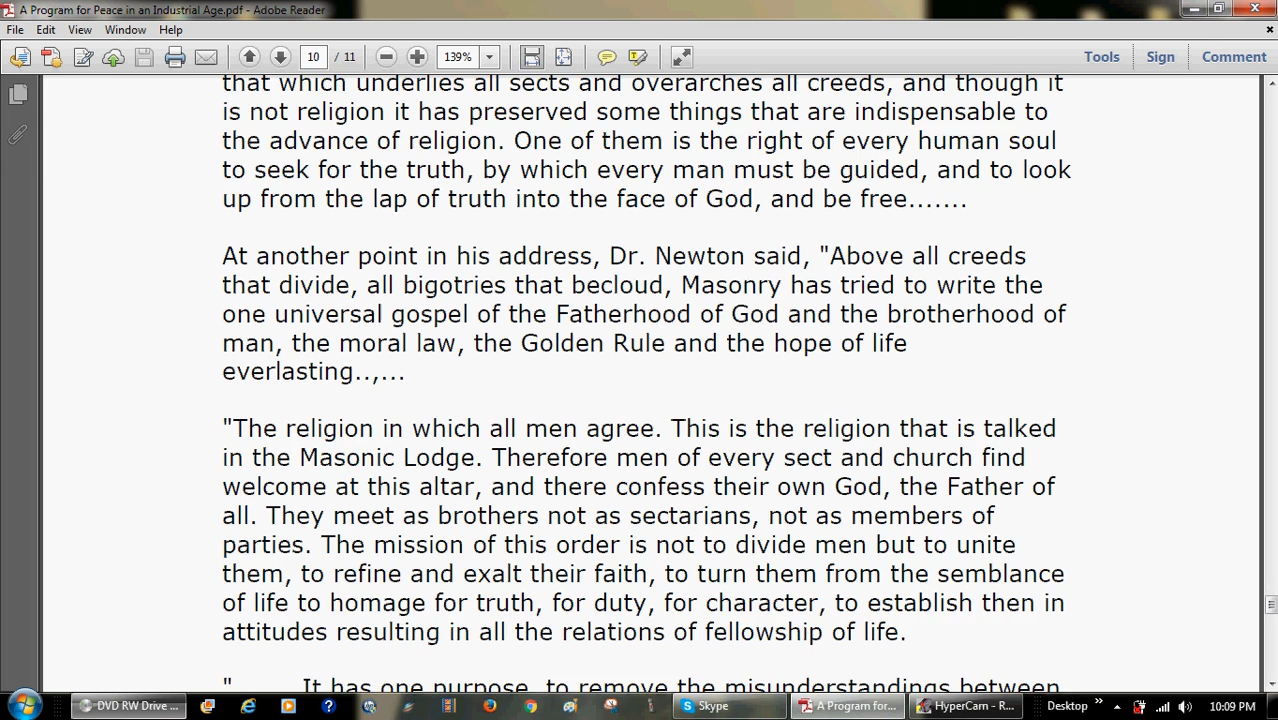 A Program for Peace in an Industrial Age.pdf - Adobe Reader
File Edit View Window Help
10 / 11 139% Tools Sign Comment
that which underlies all sects and overarches all creeds, and though it
is not religion it has preserved some things that are indispensable to
the advance of religion. One of them is the right of every human soul
to seek for the truth, by which every man must be guided, and to look
up from the lap of truth into the face of God, and be free.......
At another point in his address, Dr. Newton said, "Above all creeds
that divide, all bigotries that becloud, Masonry has tried to write the
one universal gospel of the Fatherhood of God and the brotherhood of
man, the moral law, the Golden Rule and the hope of life
everlasting..,...
"The religion in which all men agree. This is the religion that is talked
in the Masonic Lodge. Therefore men of every sect and church find
welcome at this altar, and there confess their own God, the Father of
all. They meet as brothers not as sectarians, not as members of
parties. The mission of this order is not to divide men but to unite
them, to refine and exalt their faith, to turn them from the semblance
of life to homage for truth, for duty, for character, to establish then in
attitudes resulting in all the relations of fellowship of life.
" It has one purpose, to remove the misunderstandings between
DVD RW Drive ... Skype A Program for... HyperCam - R... Desktop 10:09 PM